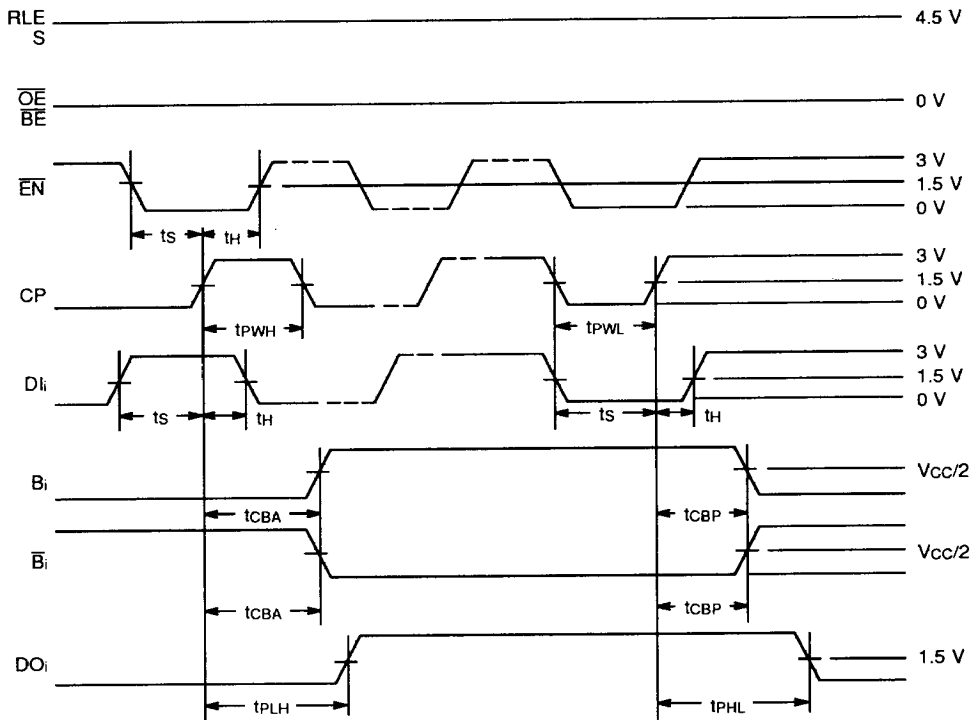 RLE
S
4.5 V
OE
BE
0 V
EN
3 V
1.5 V
0 V
tS
tH
CP
3 V
1.5 V
0 V
tPWH
tPWL
DIi
3 V
1.5 V
0 V
tS
tH
tS
tH
Bi
VCC/2
tCBA
tCBP
Bi
VCC/2
tCBA
tCBP
DOi
1.5 V
tPLH
tPHL